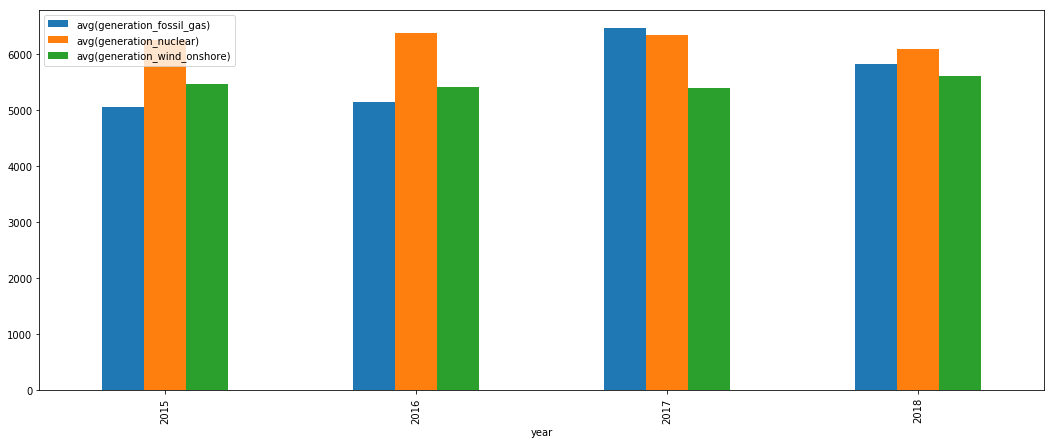 avg(generation_fossil_gas)
avg(generation_nuclear)
avg(generation_wind_onshore)
6000
5000
4000
3000
2000
1000
0
2015
2016
2017
2018
year